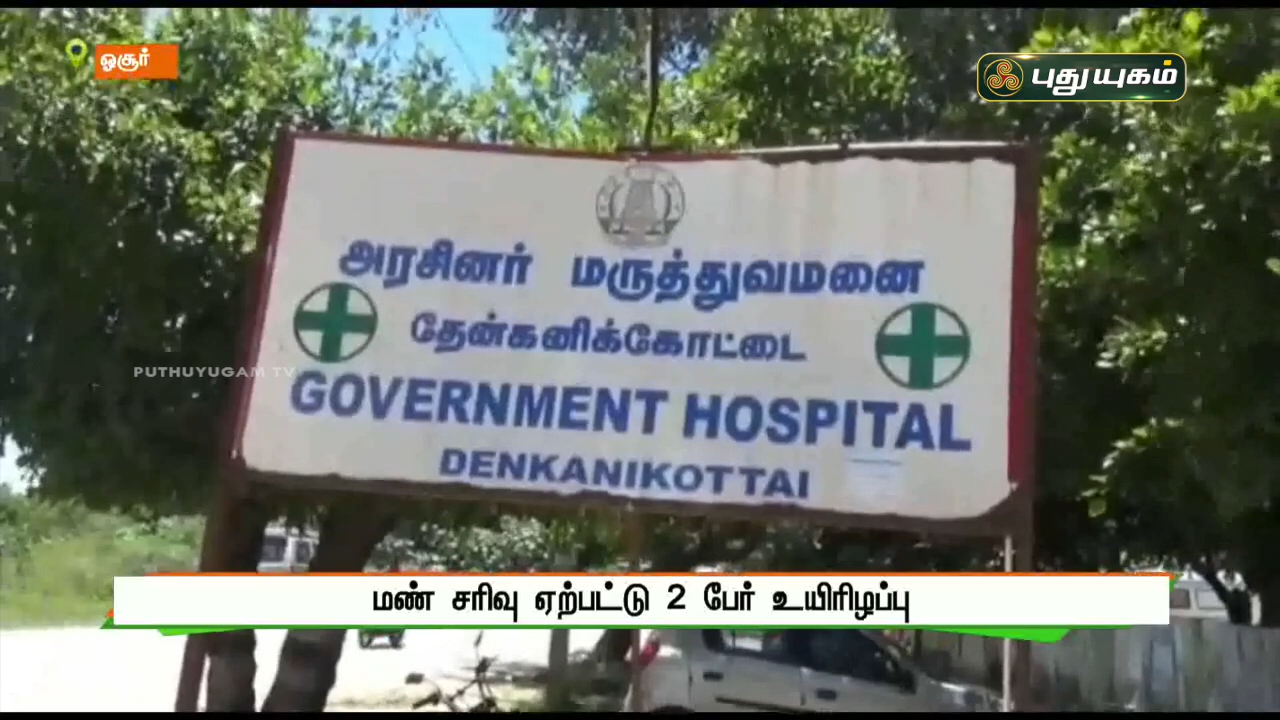 ஓசூர்
புதுயுகம்
அரசினர் மருத்துவமனை
தேன்கனிக்கோட்டை
GOVERNMENT HOSPITAL
DENKANIKOTTAI
PUTHUYUGAM TV
மண் சரிவு ஏற்பட்டு 2 பேர் உயிரிழப்பு